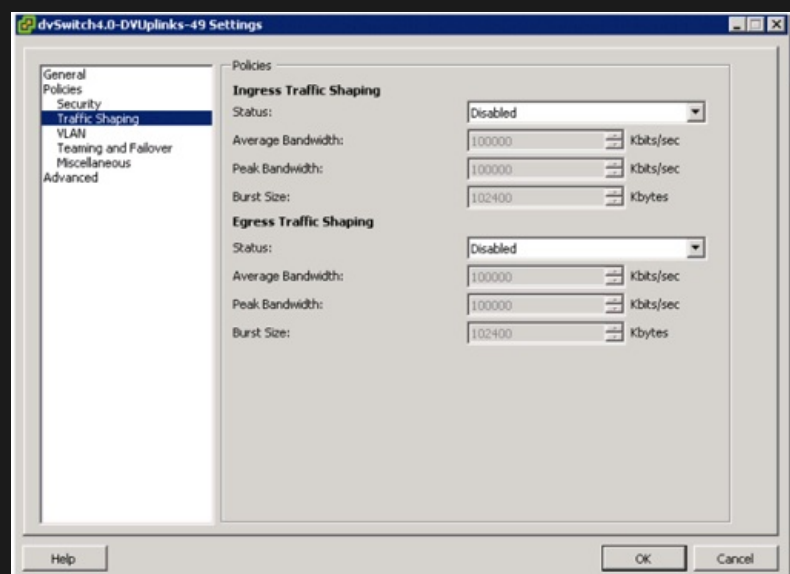 dvSwitch4.0-DVUplinks-49 Settings
General
Policies
Security
Traffic Shaping
VLAN
Teaming and Failover
Miscellaneous
Advanced
Policies
Ingress Traffic Shaping
Status: Disabled
Average Bandwidth: 100000 Kbits/sec
Peak Bandwidth: 100000 Kbits/sec
Burst Size: 102400 Kbytes
Egress Traffic Shaping
Status: Disabled
Average Bandwidth: 100000 Kbits/sec
Peak Bandwidth: 100000 Kbits/sec
Burst Size: 102400 Kbytes
Help OK Cancel